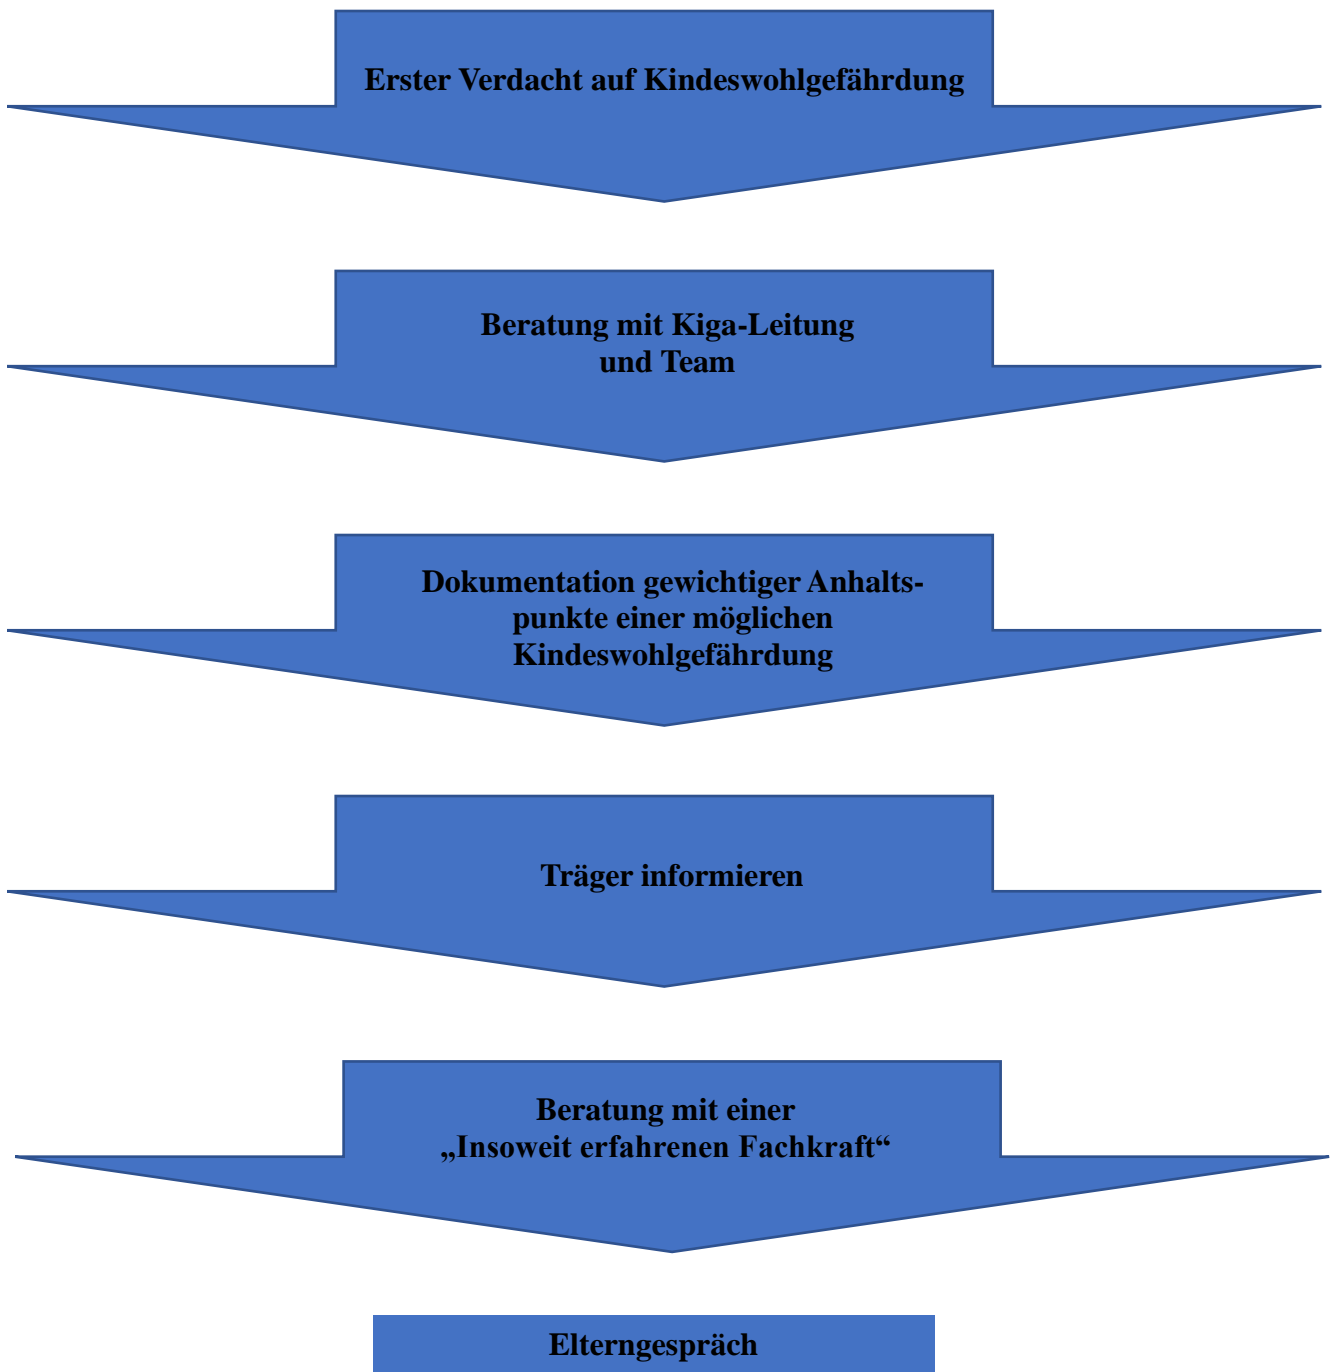 Erster Verdacht auf Kindeswohlgefährdung
Beratung mit Kiga-Leitung
und Team
Dokumentation gewichtiger Anhalts-
punkte einer möglichen
Kindeswohlgefährdung
Träger informieren
Beratung mit einer
„Insoweit erfahrenen Fachkraft“
Elterngespräch